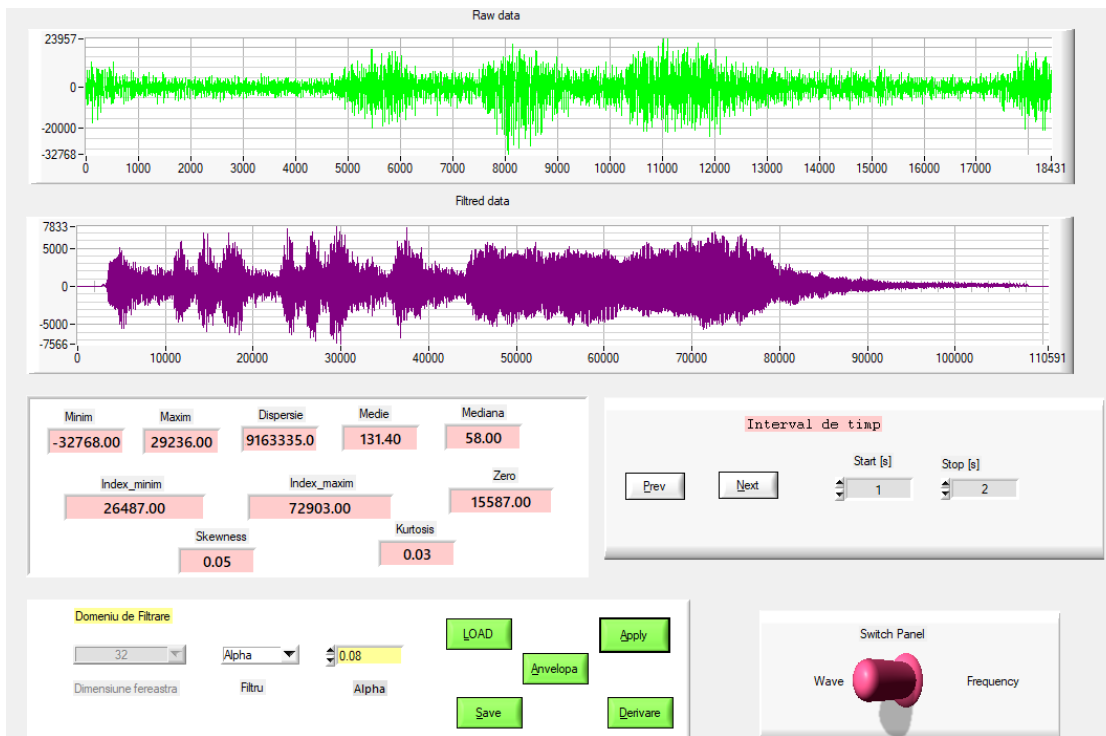 Raw data
23957
0
-20000
-32768
0 1000 2000 3000 4000 5000 6000 7000 8000 9000 10000 11000 12000 13000 14000 15000 16000 17000 18431
Filtred data
7833
5000
0
-5000
-7566
0 10000 20000 30000 40000 50000 60000 70000 80000 90000 100000 110591
Minim Maxim Dispersie Medie Mediana
-32768.00 29236.00 9163335.0 131.40 58.00
Index_minim Index_maxim Zero
26487.00 72903.00 15587.00
Skewness Kurtosis
0.05 0.03
Interval de timp
Start [s] Stop [s]
Prev Next 1 2
Domeniu de Filtrare
32 Alpha 0.08
Dimensiune fereastra Filtru Alpha
LOAD Apply
Anvelopa
Save Derivare
Switch Panel
Wave Frequency